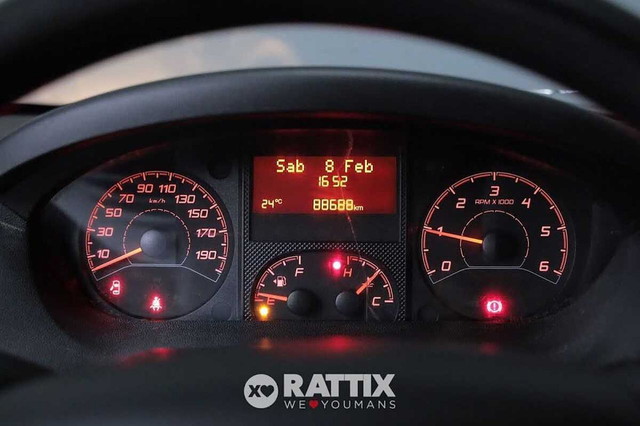 Sab 8 Feb
16:52
24°C 88688km
10 30 50 70 90 110 130 150 170 190
km/h
F
E
H
C
0 1 2 3 4 5 6
RPM X 1000
RATTIX
WE YOUMANS